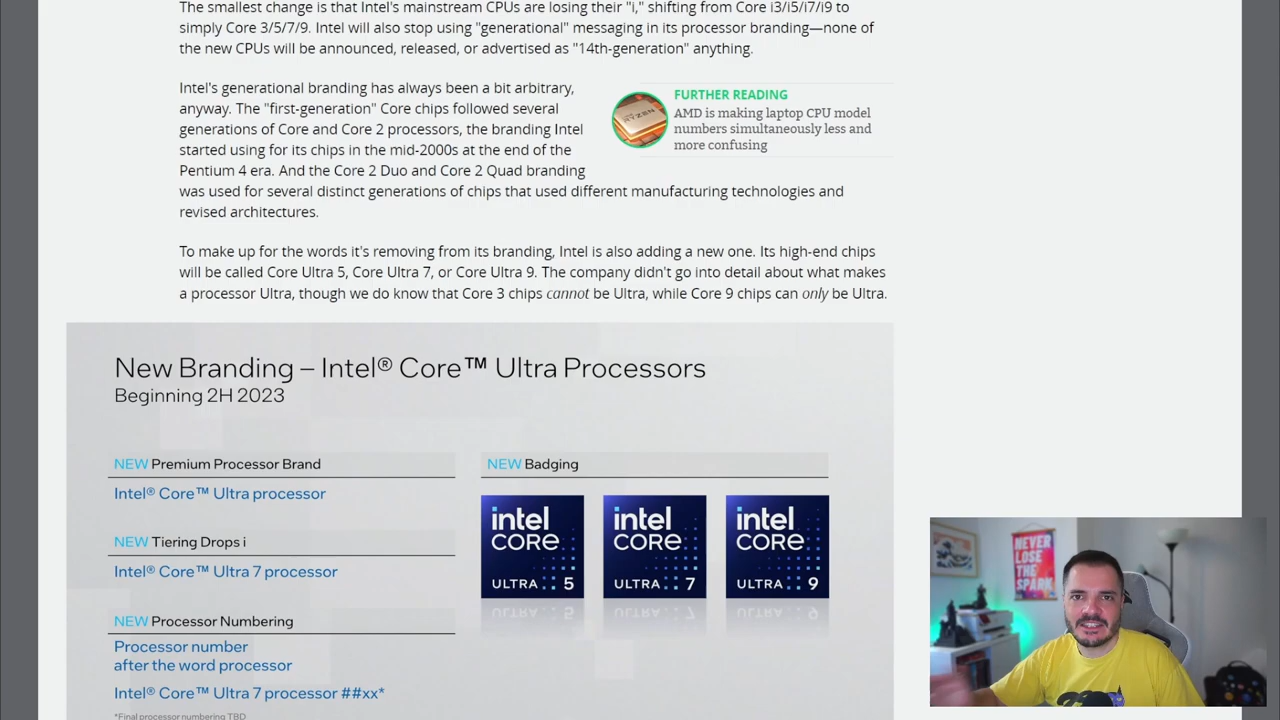 The smallest change is that Intel's mainstream CPUs are losing their "i," shifting from Core i3/i5/i7/i9 to
simply Core 3/5/7/9. Intel will also stop using "generational" messaging in its processor branding—none of
the new CPUs will be announced, released, or advertised as "14th-generation" anything.
Intel's generational branding has always been a bit arbitrary,
anyway. The "first-generation" Core chips followed several
generations of Core and Core 2 processors, the branding Intel
started using for its chips in the mid-2000s at the end of the
Pentium 4 era. And the Core 2 Duo and Core 2 Quad branding
was used for several distinct generations of chips that used different manufacturing technologies and
revised architectures.
FURTHER READING
AMD is making laptop CPU model
numbers simultaneously less and
more confusing
RYZEN
To make up for the words it's removing from its branding, Intel is also adding a new one. Its high-end chips
will be called Core Ultra 5, Core Ultra 7, or Core Ultra 9. The company didn't go into detail about what makes
a processor Ultra, though we do know that Core 3 chips cannot be Ultra, while Core 9 chips can only be Ultra.
New Branding – Intel® Core™ Ultra Processors
Beginning 2H 2023
NEW Premium Processor Brand
Intel® Core™ Ultra processor
NEW Tiering Drops i
Intel® Core™ Ultra 7 processor
NEW Processor Numbering
Processor number
after the word processor
Intel® Core™ Ultra 7 processor ##xx*
*Final processor numbering TBD
NEW Badging
intel
CORE
ULTRA 5
intel
CORE
ULTRA 7
intel
CORE
ULTRA 9
NEVER
LOSE
THE
SPARK